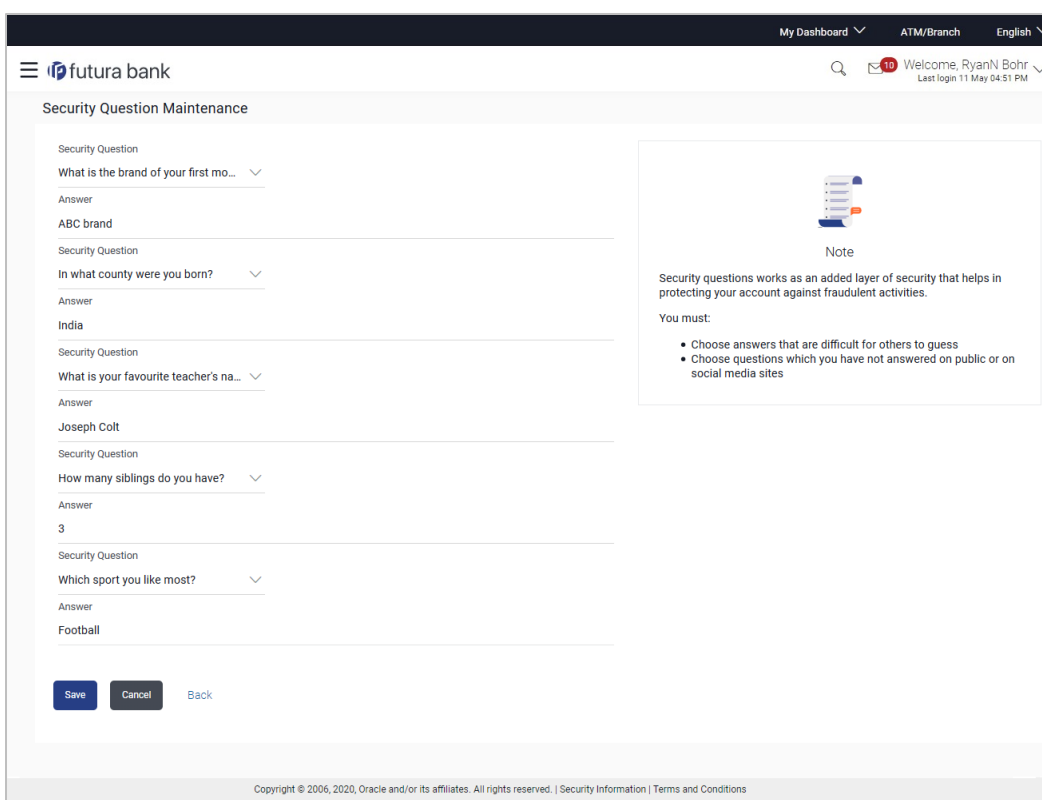 My Dashboard ATM/Branch English
futura bank
10 Welcome, RyanN Bohr
Last login 11 May 04:51 PM
Security Question Maintenance
Security Question
What is the brand of your first mo...
Answer
ABC brand
Security Question
In what county were you born?
Answer
India
Security Question
What is your favourite teacher's na...
Answer
Joseph Colt
Security Question
How many siblings do you have?
Answer
3
Security Question
Which sport you like most?
Answer
Football
Save Cancel Back
Note
Security questions works as an added layer of security that helps in
protecting your account against fraudulent activities.
You must:
• Choose answers that are difficult for others to guess
• Choose questions which you have not answered on public or on
social media sites
Copyright © 2006, 2020, Oracle and/or its affiliates. All rights reserved. | Security Information | Terms and Conditions